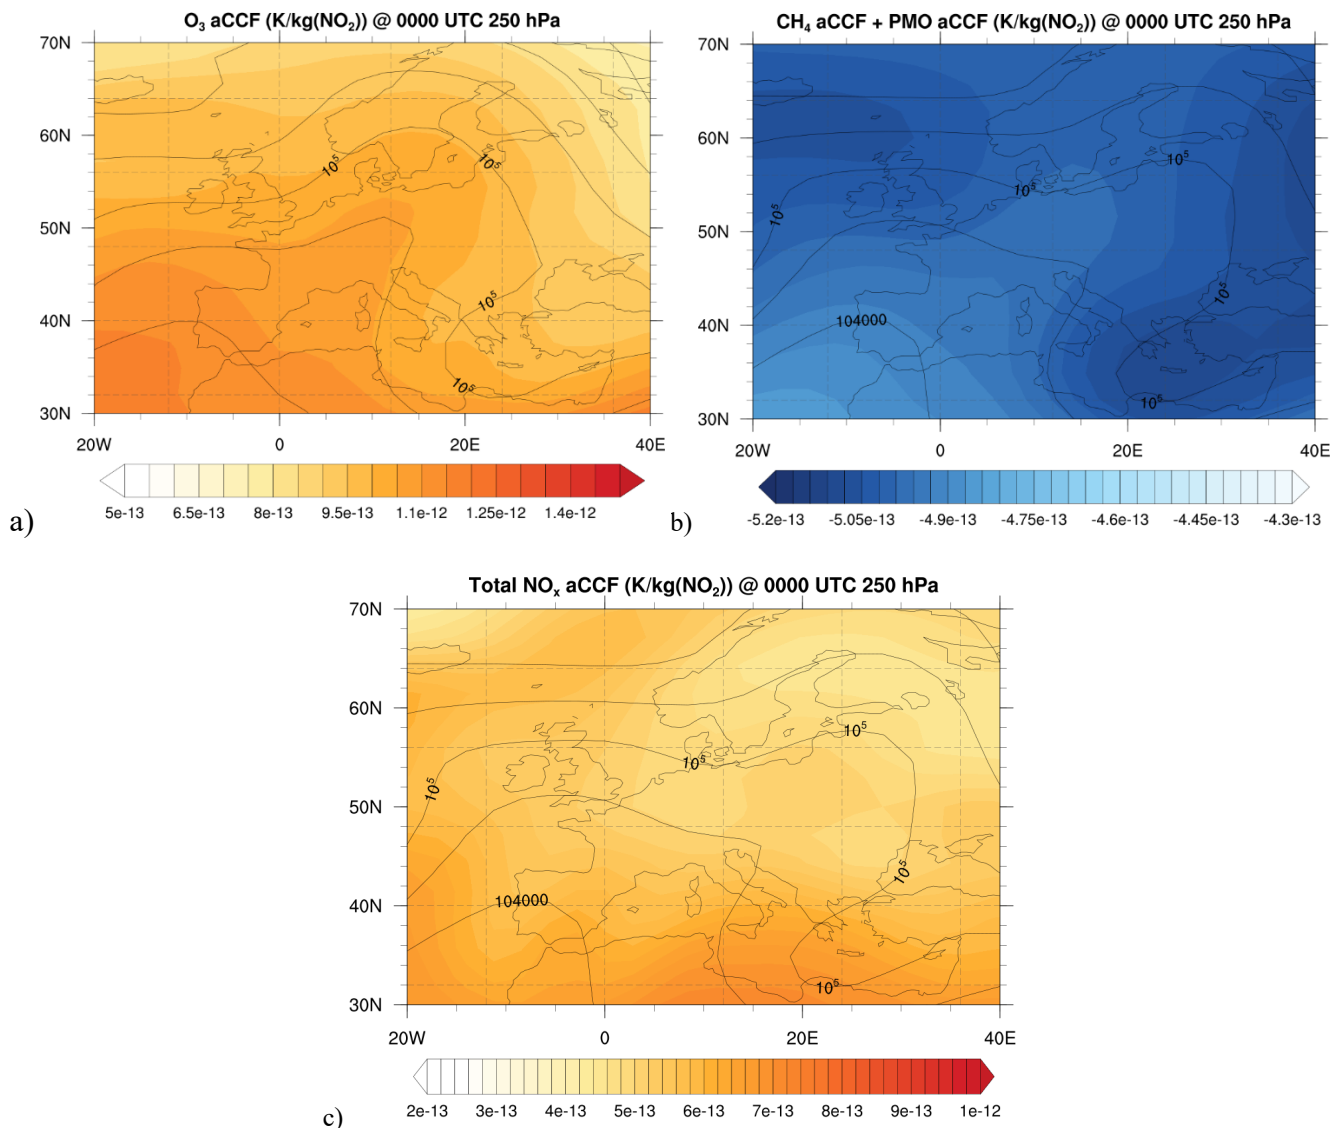 O₃ aCCF (K/kg(NO₂)) @ 0000 UTC 250 hPa
70N
60N
50N
40N
30N
10⁵
10⁵
10⁵
10⁵
20W 0 20E 40E
5e-13 6.5e-13 8e-13 9.5e-13 1.1e-12 1.25e-12 1.4e-12
a)
CH₄ aCCF + PMO aCCF (K/kg(NO₂)) @ 0000 UTC 250 hPa
70N
60N
50N
40N
30N
10⁵
10⁵
10⁵
10⁵
104000
10⁵
20W 0 20E 40E
-5.2e-13 -5.05e-13 -4.9e-13 -4.75e-13 -4.6e-13 -4.45e-13 -4.3e-13
b)
Total NOₓ aCCF (K/kg(NO₂)) @ 0000 UTC 250 hPa
70N
60N
50N
40N
30N
10⁵
10⁵
10⁵
10⁵
104000
10⁵
20W 0 20E 40E
2e-13 3e-13 4e-13 5e-13 6e-13 7e-13 8e-13 9e-13 1e-12
c)